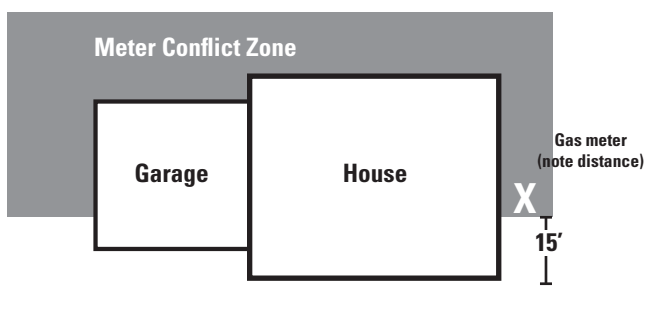 Meter Conflict Zone
Gas meter
(note distance)
Garage
House
X
15′